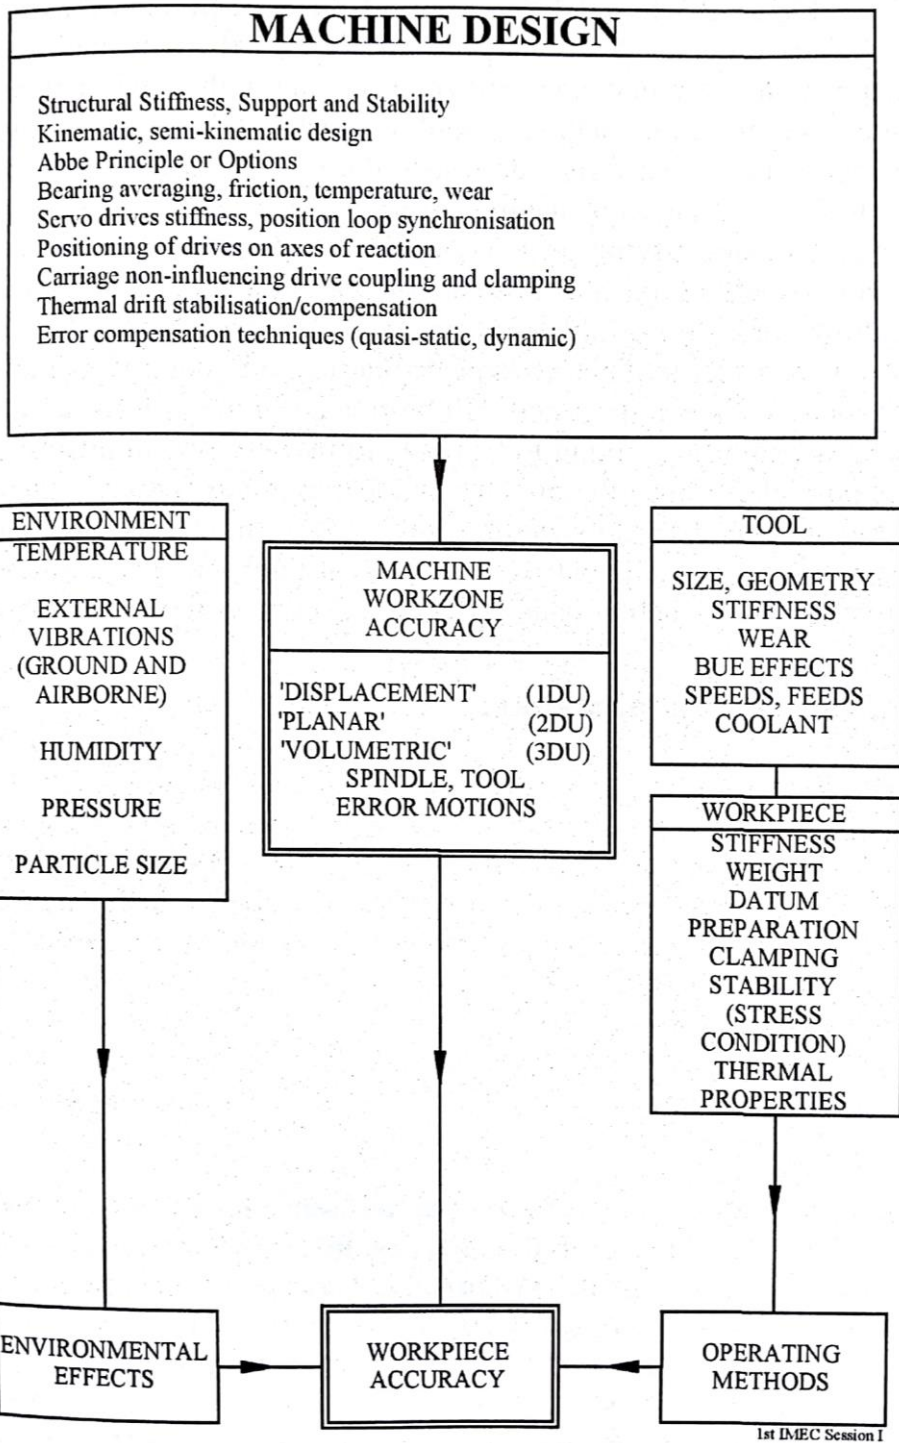 MACHINE DESIGN
Structural Stiffness, Support and Stability
Kinematic, semi-kinematic design
Abbe Principle or Options
Bearing averaging, friction, temperature, wear
Servo drives stiffness, position loop synchronisation
Positioning of drives on axes of reaction
Carriage non-influencing drive coupling and clamping
Thermal drift stabilisation/compensation
Error compensation techniques (quasi-static, dynamic)
ENVIRONMENT
TEMPERATURE
EXTERNAL
VIBRATIONS
(GROUND AND
AIRBORNE)
HUMIDITY
PRESSURE
PARTICLE SIZE
MACHINE
WORKZONE
ACCURACY
'DISPLACEMENT' (1DU)
'PLANAR' (2DU)
'VOLUMETRIC' (3DU)
SPINDLE, TOOL
ERROR MOTIONS
TOOL
SIZE, GEOMETRY
STIFFNESS
WEAR
BUE EFFECTS
SPEEDS, FEEDS
COOLANT
WORKPIECE
STIFFNESS
WEIGHT
DATUM
PREPARATION
CLAMPING
STABILITY
(STRESS
CONDITION)
THERMAL
PROPERTIES
ENVIRONMENTAL
EFFECTS
WORKPIECE
ACCURACY
OPERATING
METHODS
1st IMEC Session I